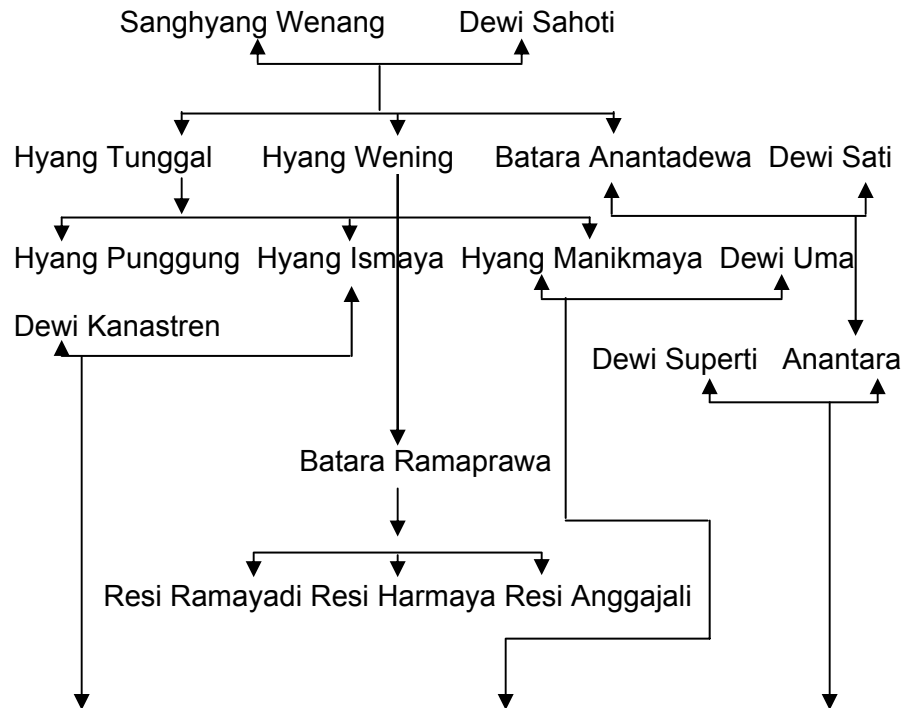 Sanghyang Wenang Dewi Sahoti
Hyang Tunggal Hyang Wening Batara Anantadewa Dewi Sati
Hyang Punggung Hyang Ismaya Hyang Manikmaya Dewi Uma
Dewi Kanastren
Dewi Superti Anantara
Batara Ramaprawa
Resi Ramayadi Resi Harmaya Resi Anggajali